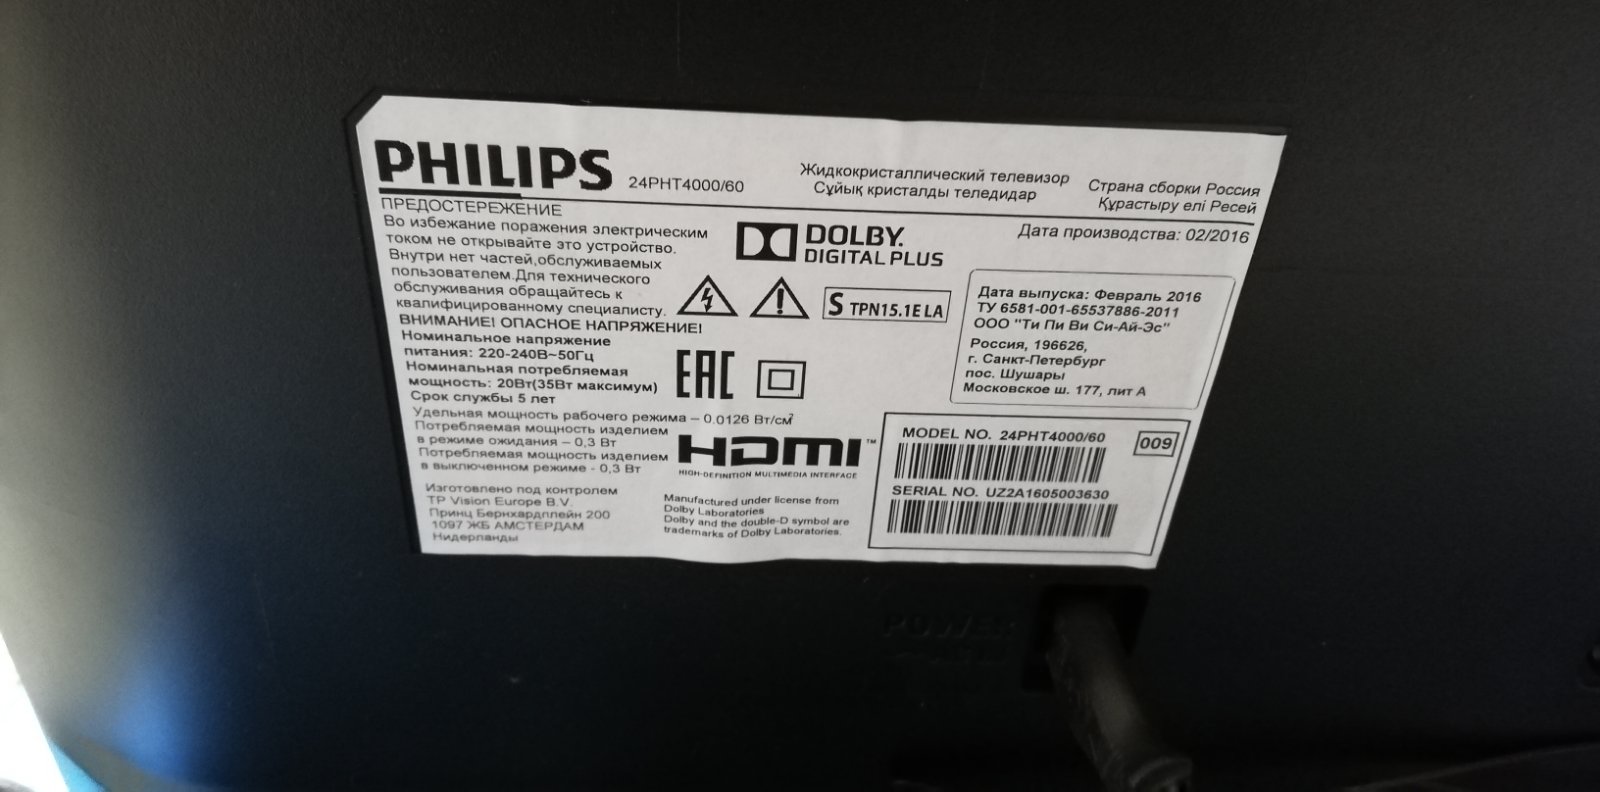 PHILIPS 24PHT4000/60
Жидкокристаллический телевизор
Сұйық кристалды теледидар
Страна сборки Россия
Құрастыру елі Ресей
Дата производства: 02/2016
ПРЕДОСТЕРЕЖЕНИЕ
Во избежание поражения электрическим
током не открывайте это устройство.
Внутри нет частей,обслуживаемых
пользователем.Для технического
обслуживания обращайтесь к
квалифицированному специалисту.
ВНИМАНИЕ! ОПАСНОЕ НАПРЯЖЕНИЕ!
Номинальное напряжение
питания: 220-240В~50Гц
Номинальная потребляемая
мощность: 20Вт(35Вт максимум)
Срок службы 5 лет
Удельная мощность рабочего режима – 0.0126 Вт/см²
Потребляемая мощность изделием
в режиме ожидания – 0,3 Вт
Потребляемая мощность изделием
в выключенном режиме - 0,3 Вт
Изготовлено под контролем
TP Vision Europe B.V.
Принц Бернхардплейн 200
1097 ЖБ АМСТЕРДАМ
Нидерланды
DOLBY.
DIGITAL PLUS
S TPN15.1E LA
EAC
HDMI™
HIGH-DEFINITION MULTIMEDIA INTERFACE
Manufactured under license from
Dolby Laboratories
Dolby and the double-D symbol are
trademarks of Dolby Laboratories.
Дата выпуска: Февраль 2016
ТУ 6581-001-65537886-2011
ООО "Ти Пи Ви Си-Ай-Эс"
Россия, 196626,
г. Санкт-Петербург
пос. Шушары
Московское ш. 177, лит А
MODEL NO. 24PHT4000/60
009
SERIAL NO. UZ2A1605003630
POWER